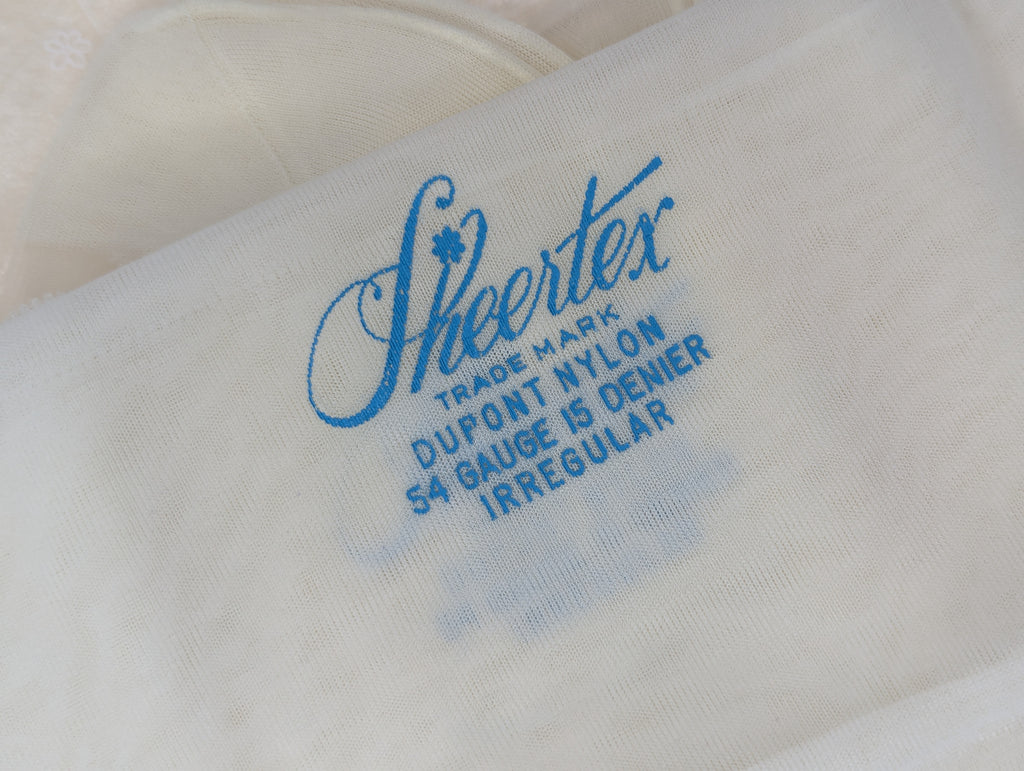 Sheertex
TRADE MARK
DUPONT NYLON
54 GAUGE 15 DENIER
IRREGULAR